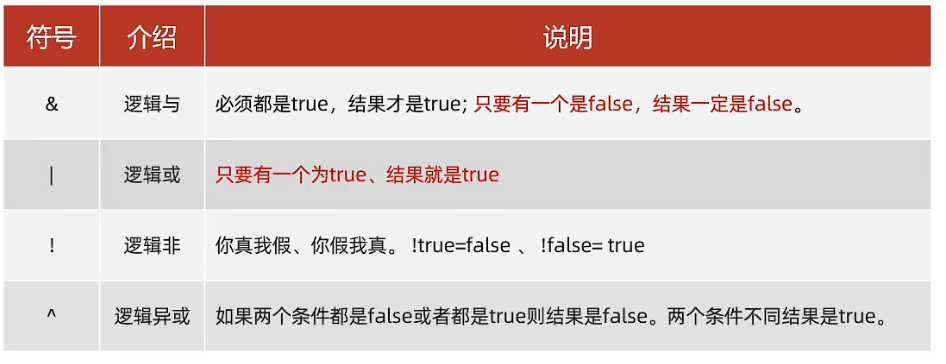 符号 介绍 说明
& 逻辑与 必须都是true，结果才是true; 只要有一个是false，结果一定是false。
| 逻辑或 只要有一个为true、结果就是true
! 逻辑非 你真我假、你假我真。 !true=false 、 !false= true
^ 逻辑异或 如果两个条件都是false或者都是true则结果是false。两个条件不同结果是true。